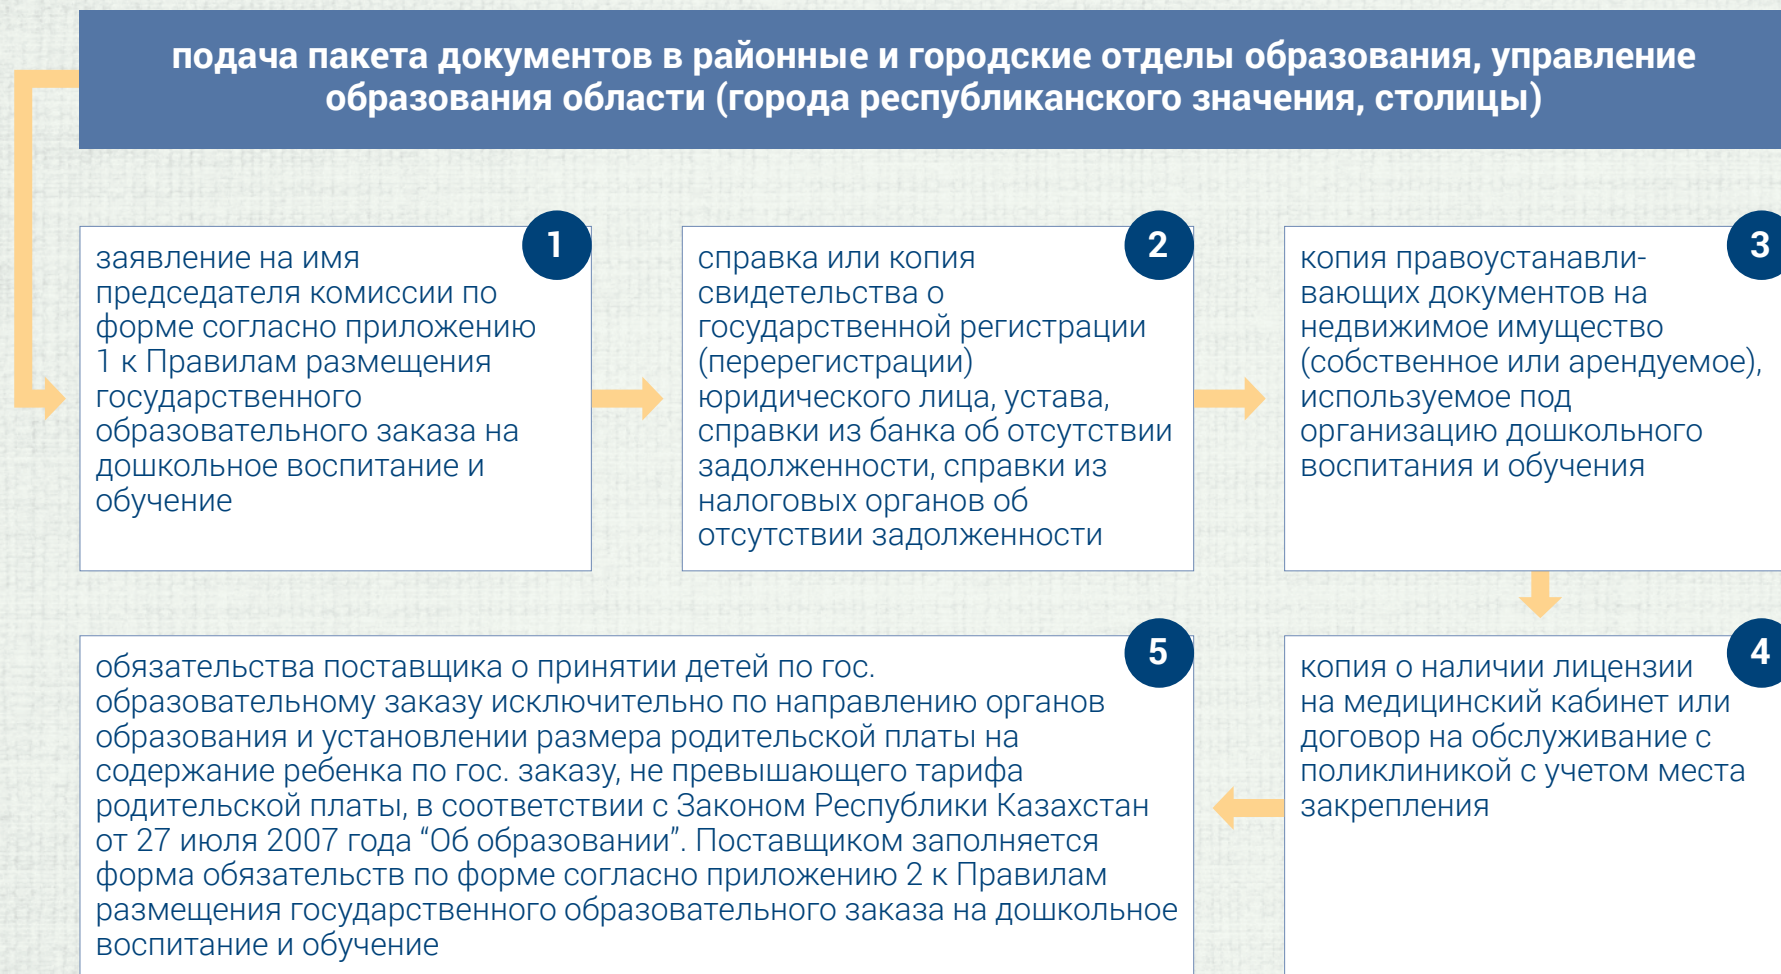 подача пакета документов в районные и городские отделы образования, управление
образования области (города республиканского значения, столицы)
1
заявление на имя
председателя комиссии по
форме согласно приложению
1 к Правилам размещения
государственного
образовательного заказа на
дошкольное воспитание и
обучение
2
справка или копия
свидетельства о
государственной регистрации
(перерегистрации)
юридического лица, устава,
справки из банка об отсутствии
задолженности, справки из
налоговых органов об
отсутствии задолженности
3
копия правоустанавли-
вающих документов на
недвижимое имущество
(собственное или арендуемое),
используемое под
организацию дошкольного
воспитания и обучения
4
копия о наличии лицензии
на медицинский кабинет или
договор на обслуживание с
поликлиникой с учетом места
закрепления
5
обязательства поставщика о принятии детей по гос.
образовательному заказу исключительно по направлению органов
образования и установлении размера родительской платы на
содержание ребенка по гос. заказу, не превышающего тарифа
родительской платы, в соответствии с Законом Республики Казахстан
от 27 июля 2007 года “Об образовании”. Поставщиком заполняется
форма обязательств по форме согласно приложению 2 к Правилам
размещения государственного образовательного заказа на дошкольное
воспитание и обучение